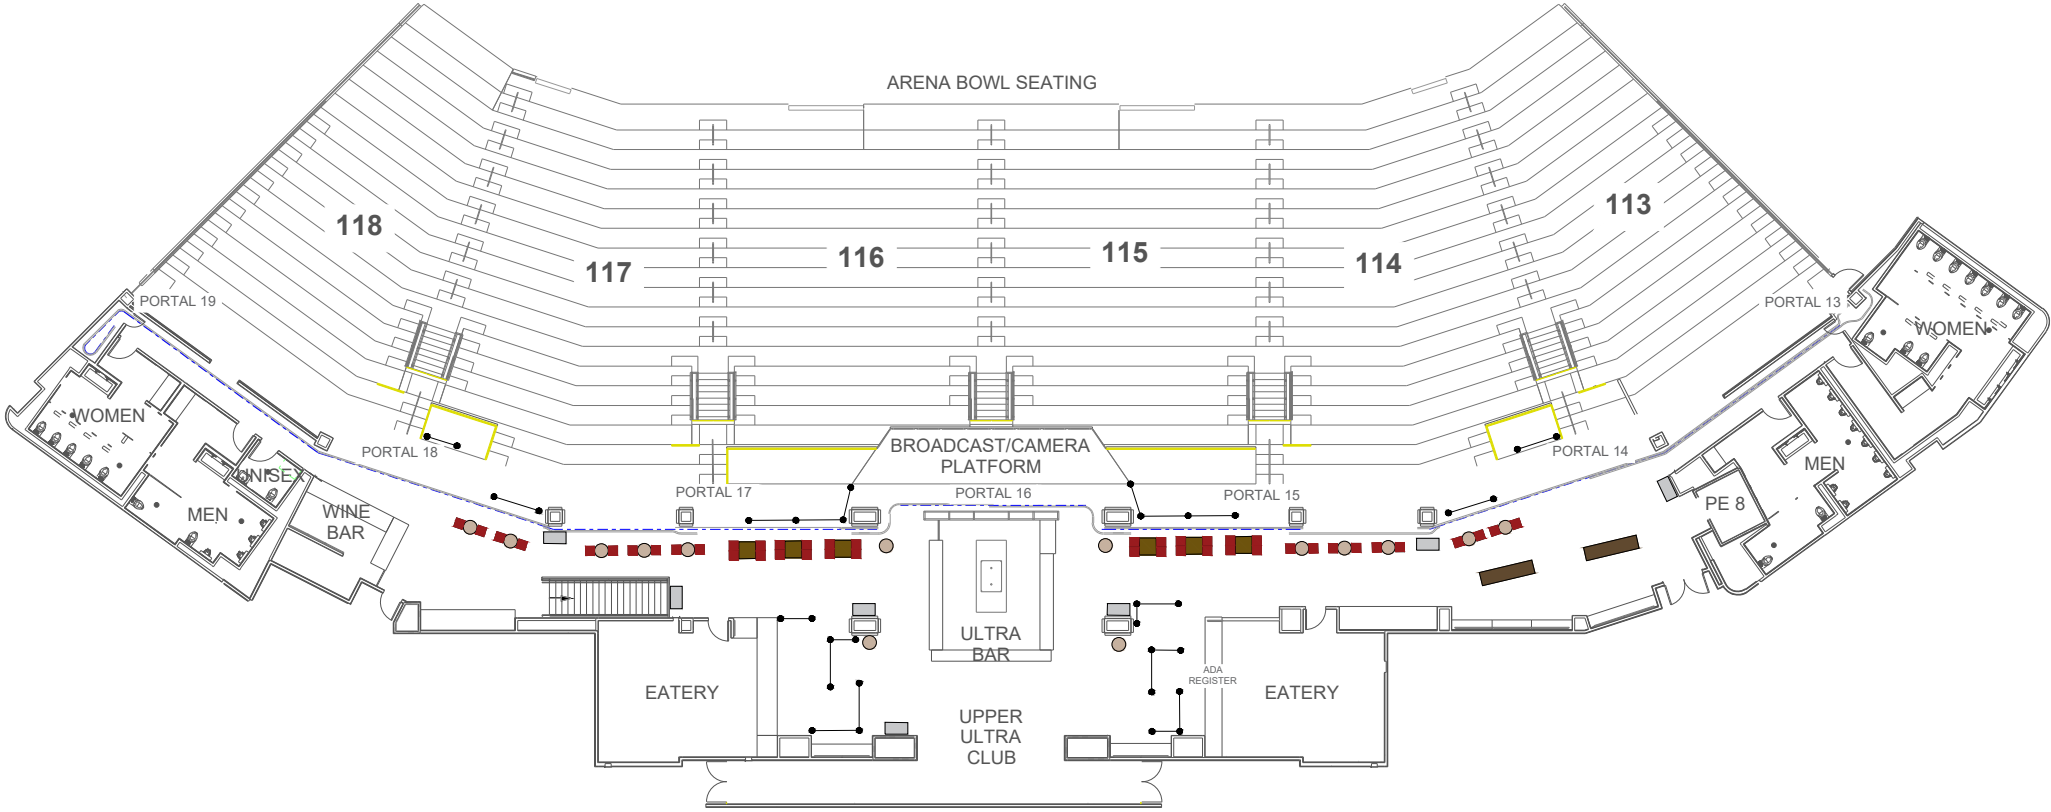 ARENA BOWL SEATING
118
117
116
115
114
113
PORTAL 19
PORTAL 13
WOMEN
WOMEN
PORTAL 18
BROADCAST/CAMERA
PLATFORM
PORTAL 14
MEN
UNISEX
PORTAL 17
PORTAL 16
PORTAL 15
PE 8
MEN
WINE
BAR
ULTRA
BAR
ADA
REGISTER
EATERY
EATERY
UPPER
ULTRA
CLUB